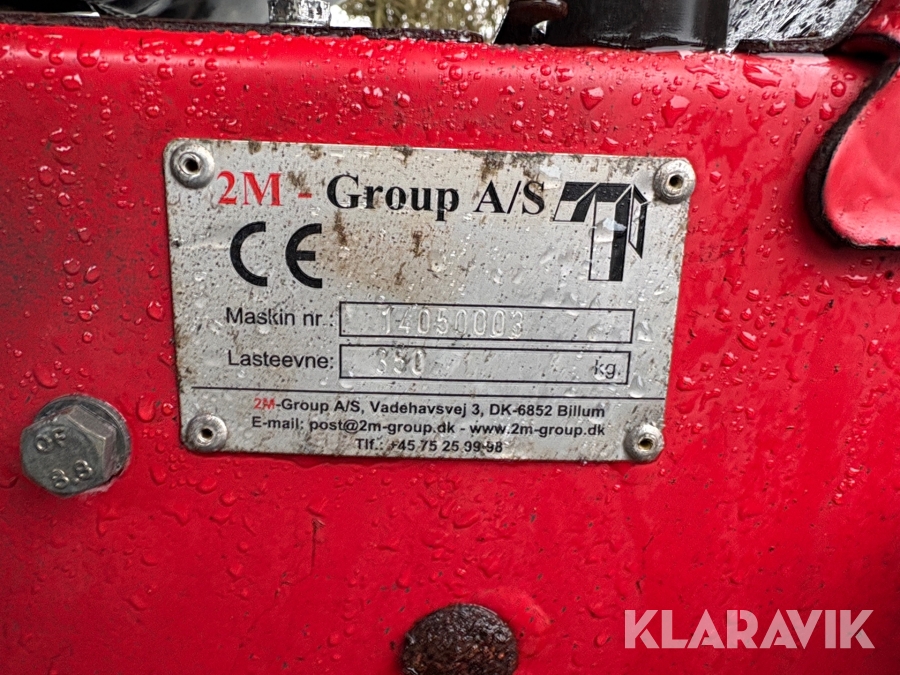 2M - Group A/S
CE
Maskin nr.: 14050003
Lasteevne: 350 kg.
2M-Group A/S, Vadehavsvej 3, DK-6852 Billum
E-mail: post@2m-group.dk - www.2m-group.dk
Tlf.: +45 75 25 99 98
8.8
KLARAVIK